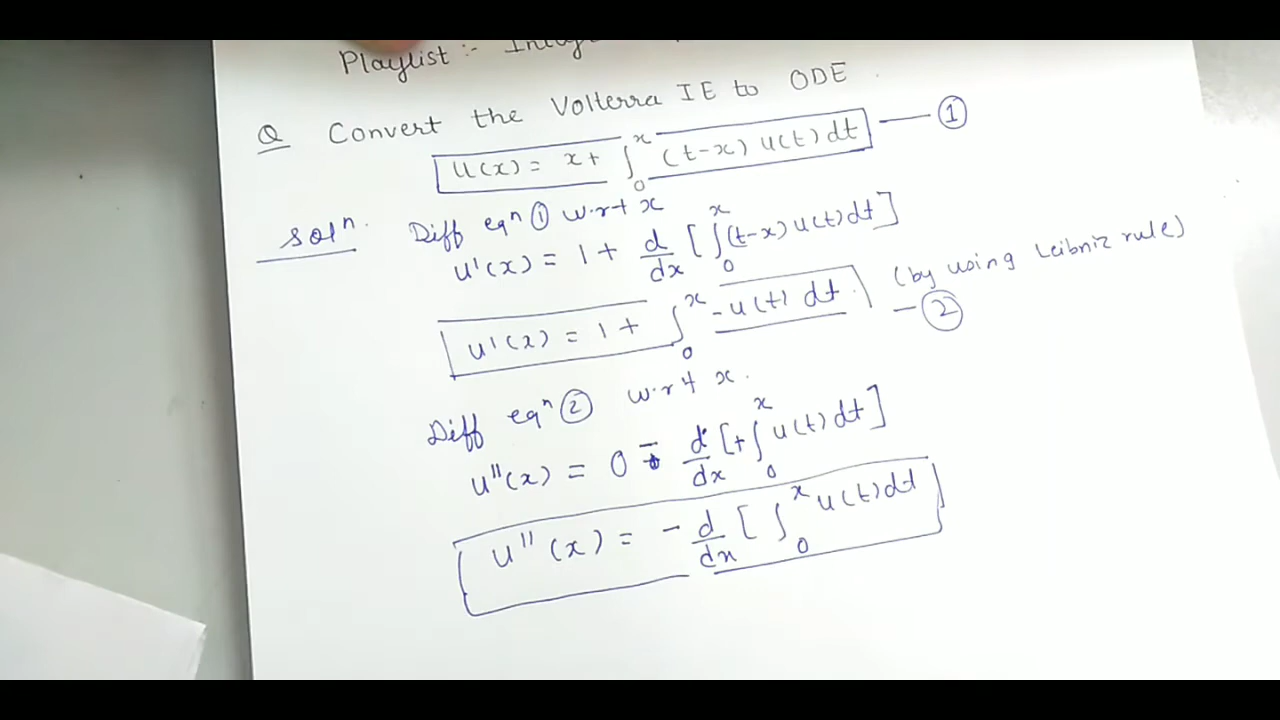 Playlist :-
Q Convert the Volterra IE to ODE.
u(x) = x + ∫₀ˣ (t-x) u(t) dt — ①
Solⁿ. Diff eqⁿ ① w.r.t x
u'(x) = 1 + d/dx [∫₀ˣ (t-x) u(t) dt]
u'(x) = 1 + ∫₀ˣ -u(t) dt. (by using Leibniz rule) — ②
Diff eqⁿ ② w.r.t x.
u''(x) = 0 - d/dx [+∫₀ˣ u(t) dt]
u''(x) = - d/dx [∫₀ˣ u(t) dt